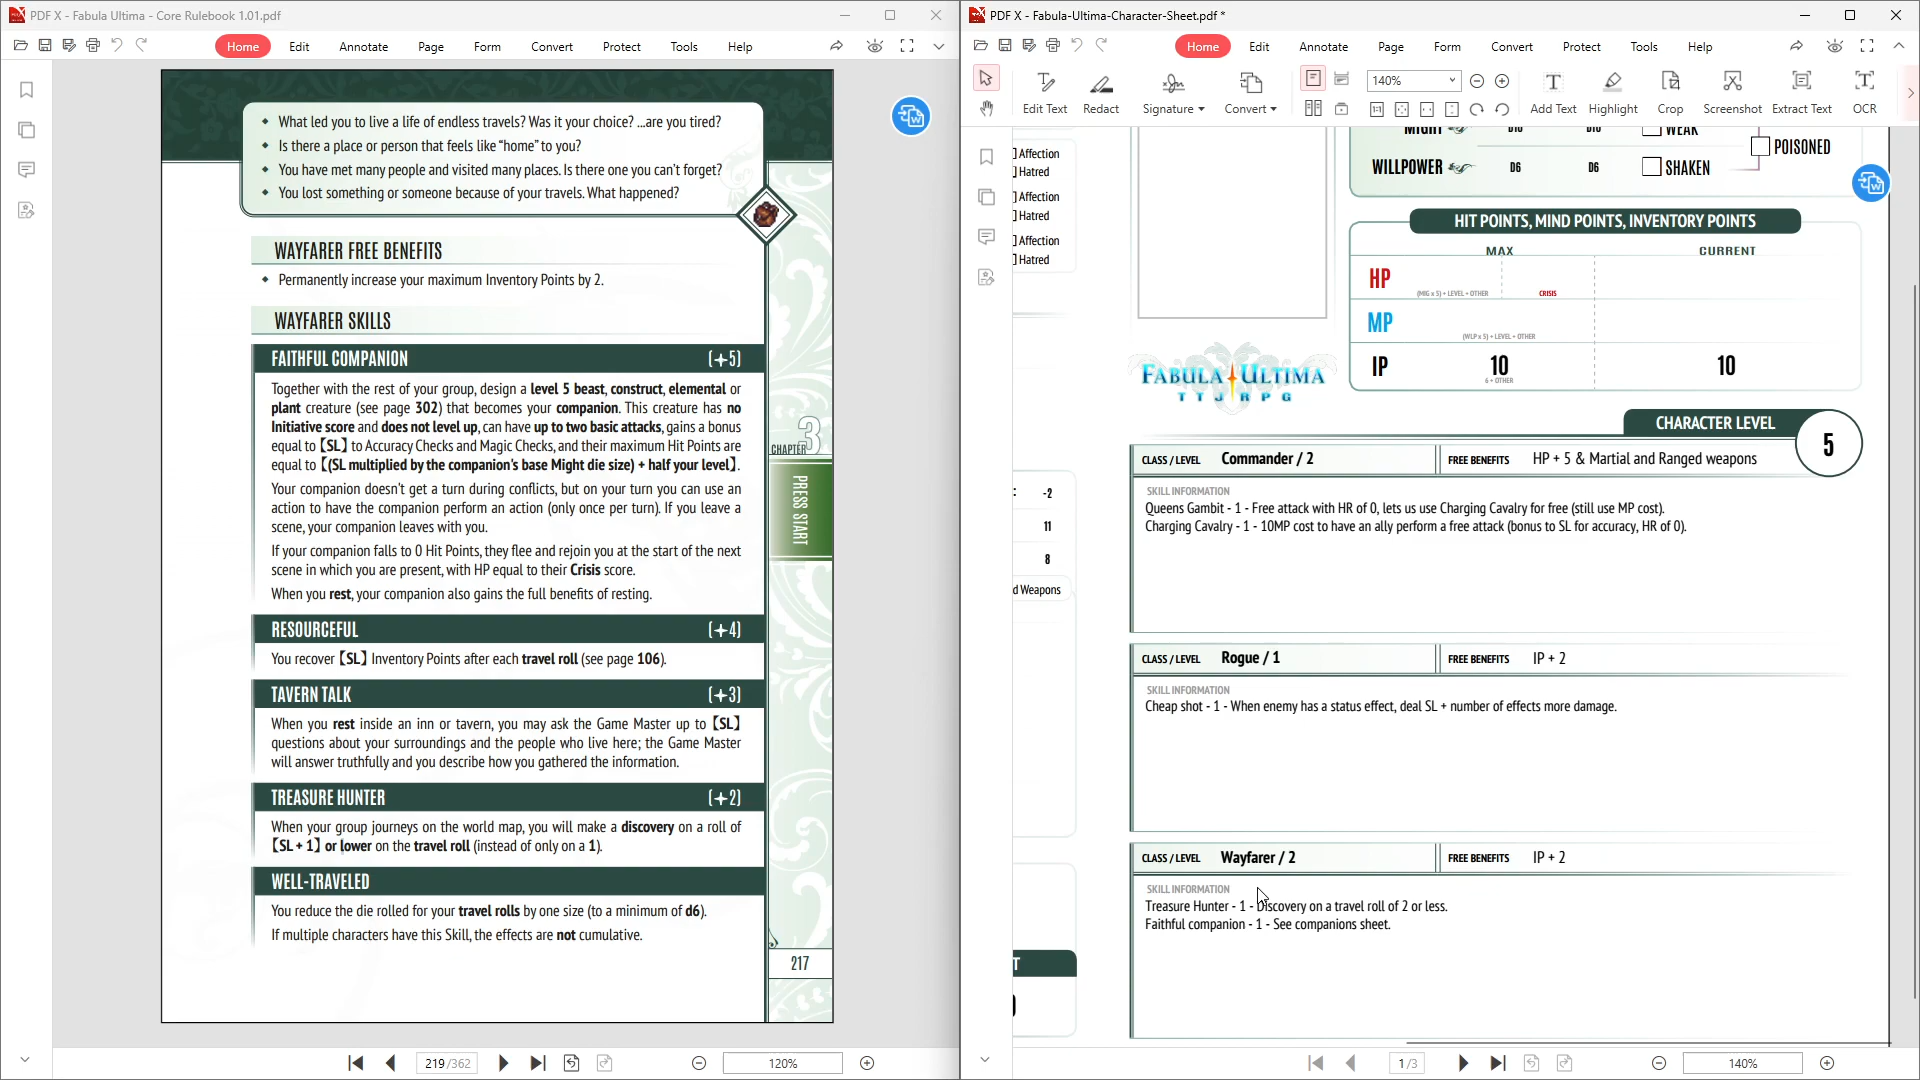 PDF X - Fabula Ultima - Core Rulebook 1.01.pdf
Home Edit Annotate Page Form Convert Protect Tools Help
What led you to live a life of endless travels? Was it your choice? ...are you tired?
Is there a place or person that feels like “home” to you?
You have met many people and visited many places. Is there one you can’t forget?
You lost something or someone because of your travels. What happened?
WAYFARER FREE BENEFITS
Permanently increase your maximum Inventory Points by 2.
WAYFARER SKILLS
FAITHFUL COMPANION (✦5)
Together with the rest of your group, design a level 5 beast, construct, elemental or
plant creature (see page 302) that becomes your companion. This creature has no
Initiative score and does not level up, can have up to two basic attacks, gains a bonus
equal to【SL】to Accuracy Checks and Magic Checks, and their maximum Hit Points are
equal to【(SL multiplied by the companion's base Might die size) + half your level】.
Your companion doesn't get a turn during conflicts, but on your turn you can use an
action to have the companion perform an action (only once per turn). If you leave a
scene, your companion leaves with you.
If your companion falls to 0 Hit Points, they flee and rejoin you at the start of the next
scene in which you are present, with HP equal to their Crisis score.
When you rest, your companion also gains the full benefits of resting.
RESOURCEFUL (✦4)
You recover【SL】Inventory Points after each travel roll (see page 106).
TAVERN TALK (✦3)
When you rest inside an inn or tavern, you may ask the Game Master up to【SL】
questions about your surroundings and the people who live here; the Game Master
will answer truthfully and you describe how you gathered the information.
TREASURE HUNTER (✦2)
When your group journeys on the world map, you will make a discovery on a roll of
【SL + 1】or lower on the travel roll (instead of only on a 1).
WELL-TRAVELED
You reduce the die rolled for your travel rolls by one size (to a minimum of d6).
If multiple characters have this Skill, the effects are not cumulative.
CHAPTER 3
PRESS START
217
219 /362
120%
PDF X - Fabula-Ultima-Character-Sheet.pdf *
Home Edit Annotate Page Form Convert Protect Tools Help
140%
Edit Text Redact Signature Convert Add Text Highlight Crop Screenshot Extract Text OCR
Affection
Hatred
Affection
Hatred
Affection
Hatred
: -2
11
8
d Weapons
T
MIGHT D10 D10 WEAK
POISONED
WILLPOWER D6 D6 SHAKEN
HIT POINTS, MIND POINTS, INVENTORY POINTS
MAX CURRENT
HP
(MIG x 5) + LEVEL + OTHER CRISIS
MP
(WLP x 5) + LEVEL + OTHER
IP 10 10
6 + OTHER
FABULA ULTIMA
TTJRPG
CHARACTER LEVEL
5
CLASS / LEVEL Commander / 2 FREE BENEFITS HP + 5 & Martial and Ranged weapons
SKILL INFORMATION
Queens Gambit - 1 - Free attack with HR of 0, lets us use Charging Cavalry for free (still use MP cost).
Charging Cavalry - 1 - 10MP cost to have an ally perform a free attack (bonus to SL for accuracy, HR of 0).
CLASS / LEVEL Rogue / 1 FREE BENEFITS IP + 2
SKILL INFORMATION
Cheap shot - 1 - When enemy has a status effect, deal SL + number of effects more damage.
CLASS / LEVEL Wayfarer / 2 FREE BENEFITS IP + 2
SKILL INFORMATION
Treasure Hunter - 1 - Discovery on a travel roll of 2 or less.
Faithful companion - 1 - See companions sheet.
1 /3
140%